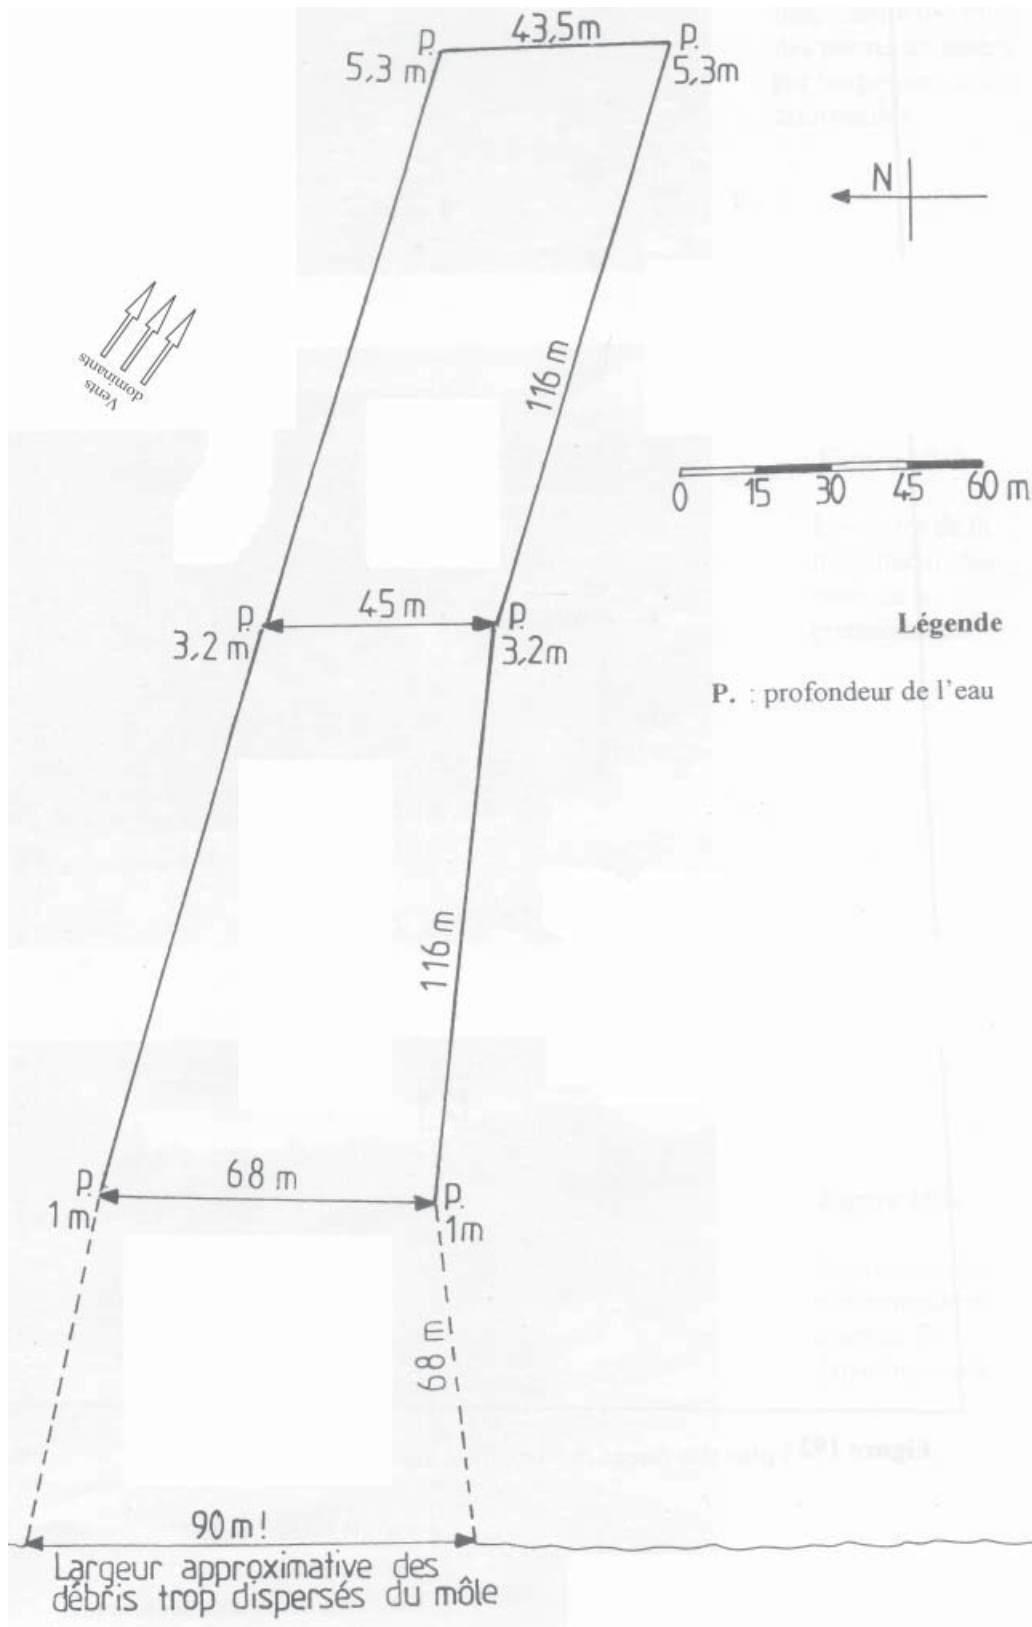 43,5m
P.
5,3 m
P.
5,3m
N
Vents
dominants
116 m
0 15 30 45 60 m
45 m
P.
3,2 m
P.
3,2m
Légende
P. : profondeur de l'eau
116 m
68 m
P.
1 m
P.
1m
68 m
90 m !
Largeur approximative des
débris trop dispersés du môle